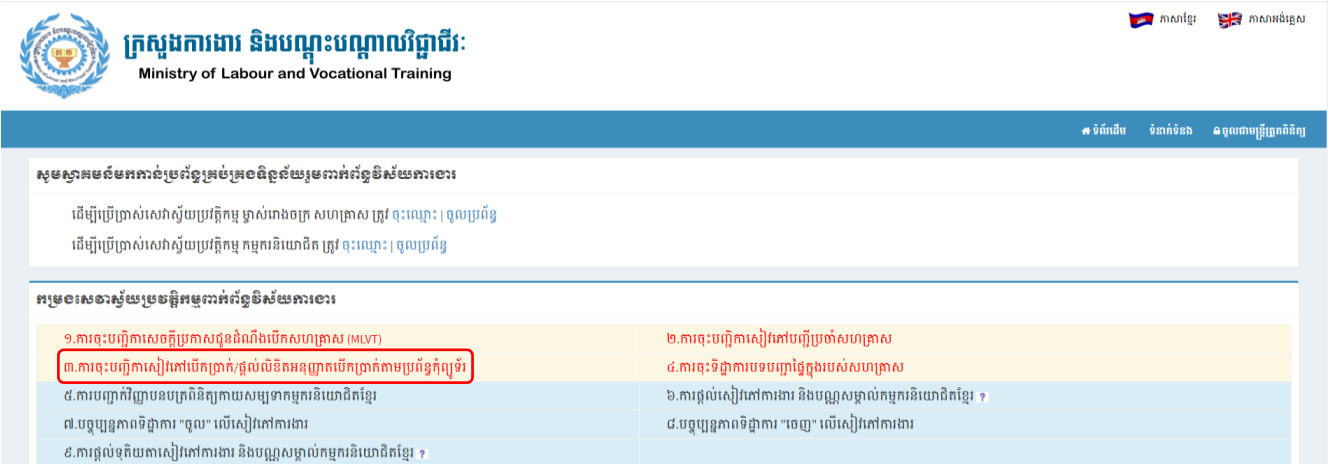 ភាសាខ្មែរ ភាសាអង់គ្លេស
ក្រសួងការងារ និងបណ្តុះបណ្តាលវិជ្ជាជីវៈ
Ministry of Labour and Vocational Training
ទំព័រដើម ទំនាក់ទំនង ចូលជាមន្ត្រីត្រួតពិនិត្យ
សូមស្វាគមន៍មកកាន់ប្រព័ន្ធគ្រប់គ្រងទិន្នន័យរួមពាក់ព័ន្ធវិស័យការងារ
ដើម្បីប្រើប្រាស់សេវាស្វ័យប្រវត្តិកម្ម ម្ចាស់រោងចក្រ សហគ្រាស ត្រូវ ចុះឈ្មោះ | ចូលប្រព័ន្ធ
ដើម្បីប្រើប្រាស់សេវាស្វ័យប្រវត្តិកម្ម កម្មករនិយោជិត ត្រូវ ចុះឈ្មោះ | ចូលប្រព័ន្ធ
កម្រងសេវាស្វ័យប្រវត្តិកម្មពាក់ព័ន្ធវិស័យការងារ
១.ការចុះបញ្ជិកាសេចក្តីប្រកាសជូនដំណឹងបើកសហគ្រាស (MLVT)
២.ការចុះបញ្ជិកាសៀវភៅបញ្ជីប្រចាំសហគ្រាស
៣.ការចុះបញ្ជិកាសៀវភៅបើកប្រាក់/ផ្តល់លិខិតអនុញ្ញាតបើកប្រាក់តាមប្រព័ន្ធកុំព្យូទ័រ
៤.ការចុះទិដ្ឋាការបទបញ្ជាផ្ទៃក្នុងរបស់សហគ្រាស
៥.ការបញ្ជាក់វិញ្ញាបនបត្រពិនិត្យកាយសម្បទាកម្មករនិយោជិតខ្មែរ
៦.ការផ្តល់សៀវភៅការងារ និងបណ្ណសម្គាល់កម្មករនិយោជិតខ្មែរ ?
៧.បច្ចុប្បន្នភាពទិដ្ឋាការ "ចូល" លើសៀវភៅការងារ
៨.បច្ចុប្បន្នភាពទិដ្ឋាការ "ចេញ" លើសៀវភៅការងារ
៩.ការផ្តល់ទុតិយតាសៀវភៅការងារ និងបណ្ណសម្គាល់កម្មករនិយោជិតខ្មែរ ?